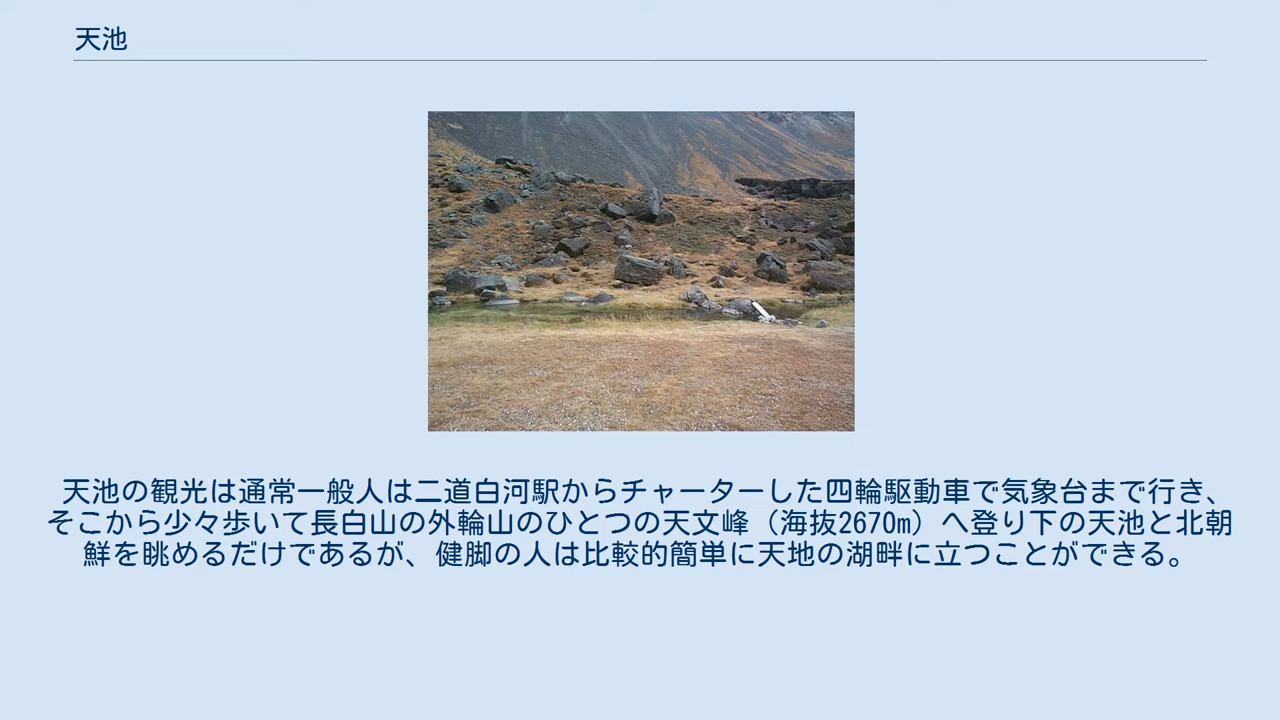 天池
天池の観光は通常一般人は二道白河駅からチャーターした四輪駆動車で気象台まで行き、
そこから少々歩いて長白山の外輪山のひとつの天文峰（海抜2670m）へ登り下の天池と北朝
鮮を眺めるだけであるが、健脚の人は比較的簡単に天地の湖畔に立つことができる。